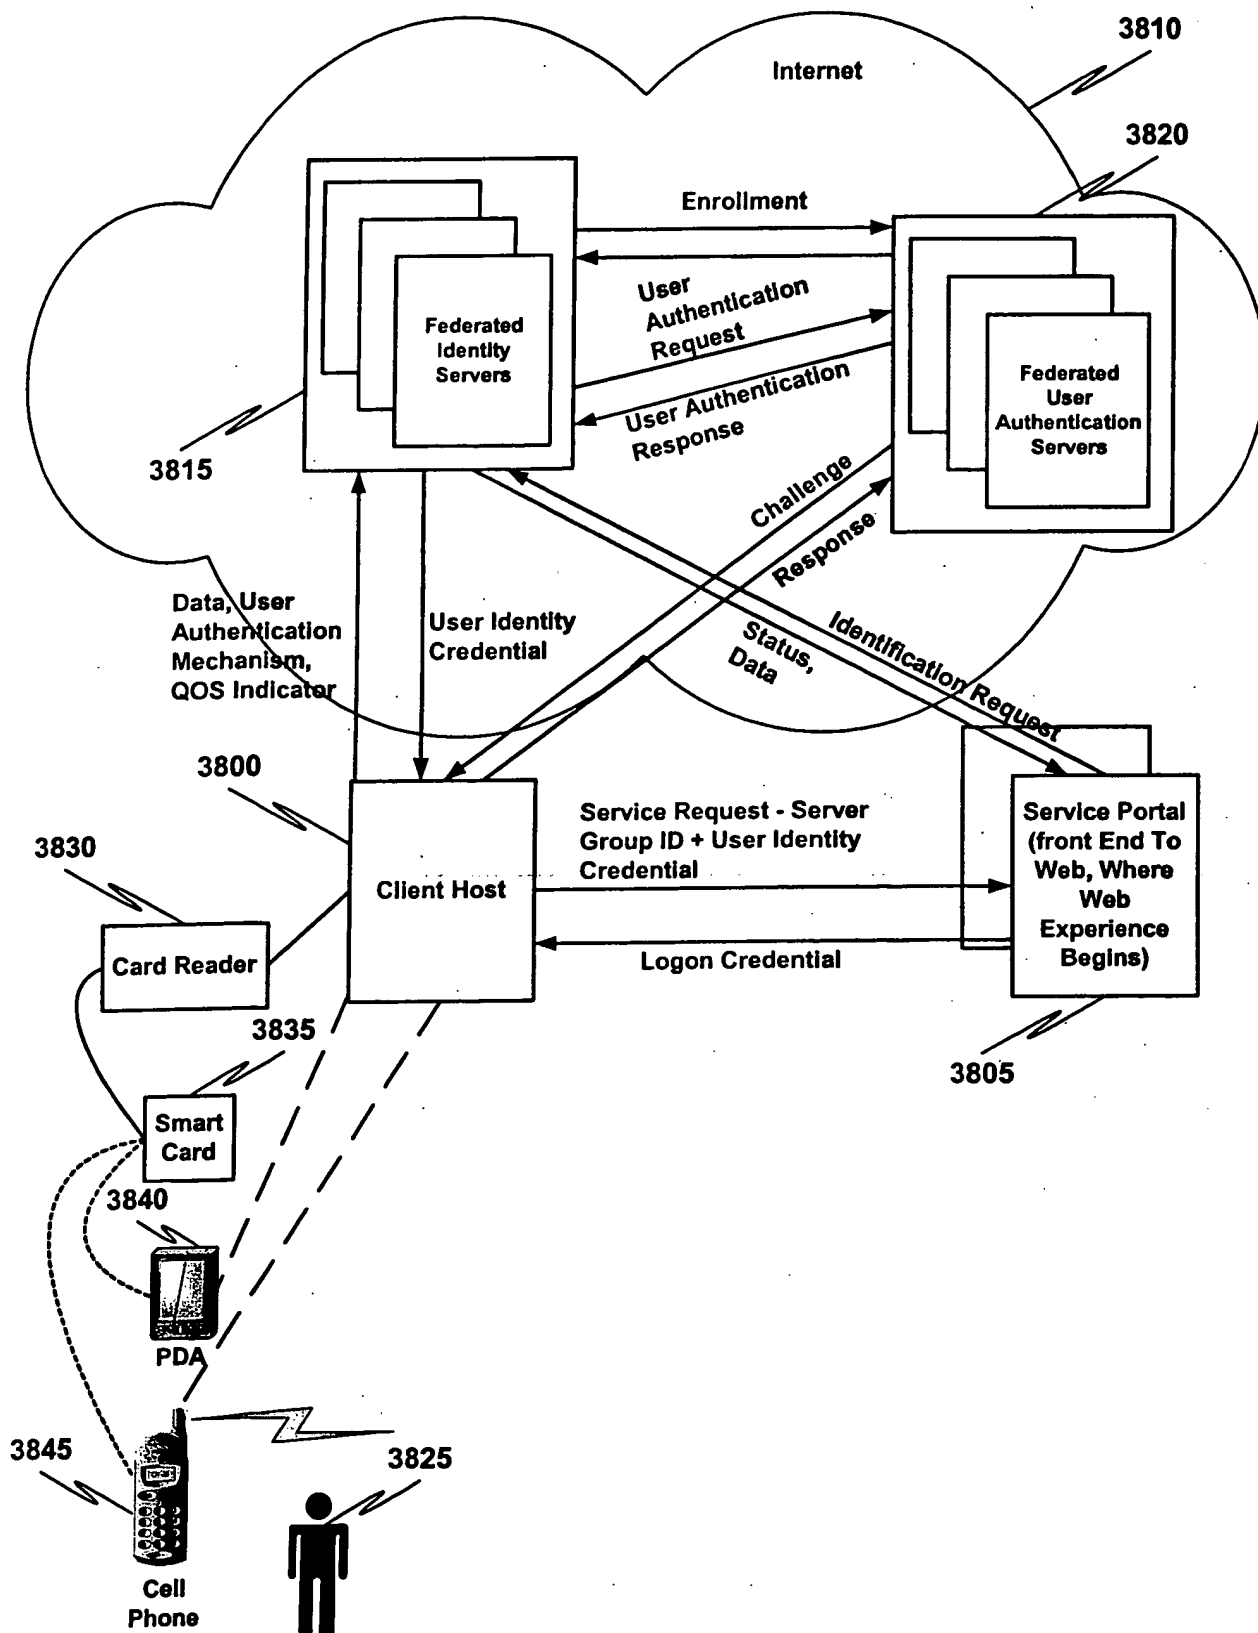 3810
Internet
3820
Enrollment
User
Authentication
Request
Federated
Identity
Servers
User Authentication
Response
Federated
User
Authentication
Servers
3815
Challenge
Response
Data, User
Authentication
Mechanism,
QOS Indicator
User Identity
Credential
Status,
Data
Identification Request
3800
Service Request - Server
Group ID + User Identity
Credential
Service Portal
(front End To
Web, Where
Web
Experience
Begins)
3830
Client Host
Card Reader
Logon Credential
3835
3805
Smart
Card
3840
PDA
3845
3825
Cell
Phone